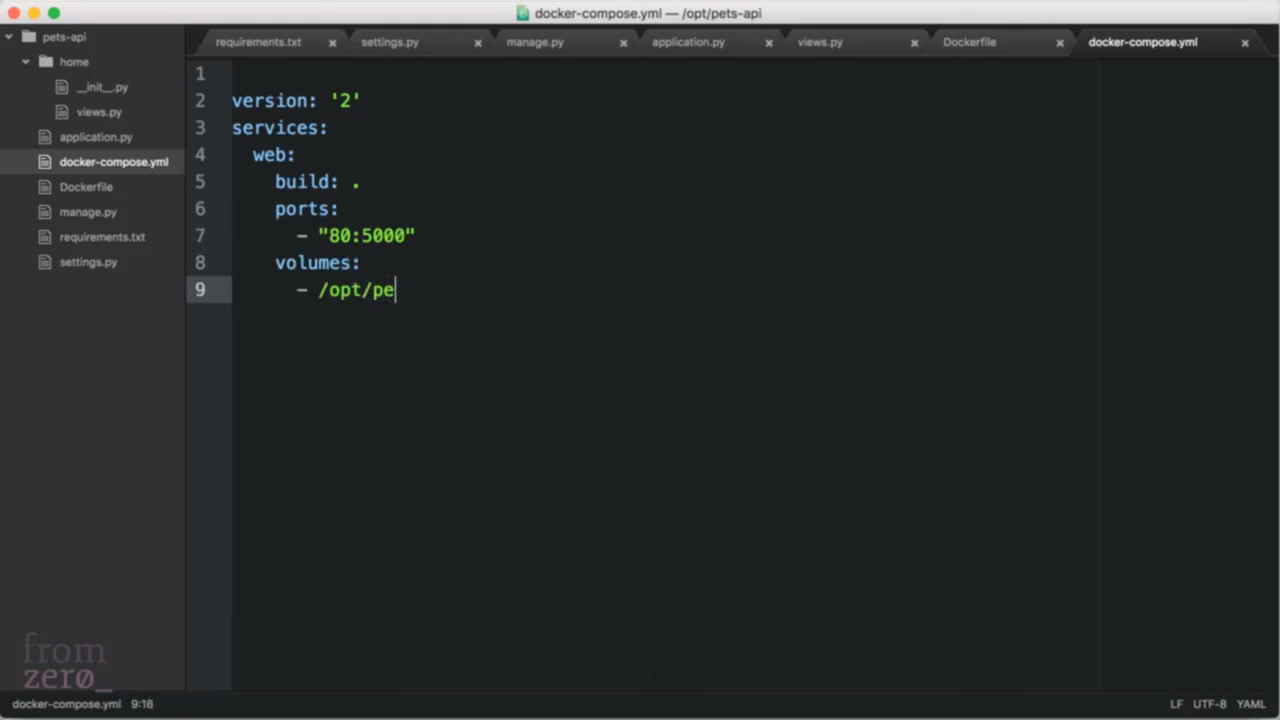 docker-compose.yml — /opt/pets-api
pets-api
home
__init__.py
views.py
application.py
docker-compose.yml
Dockerfile
manage.py
requirements.txt
settings.py
requirements.txt
settings.py
manage.py
application.py
views.py
Dockerfile
docker-compose.yml
1
2 version: '2'
3 services:
4 web:
5 build: .
6 ports:
7 - "80:5000"
8 volumes:
9 - /opt/pe
from
zerø_
docker-compose.yml 9:16
LF UTF-8 YAML